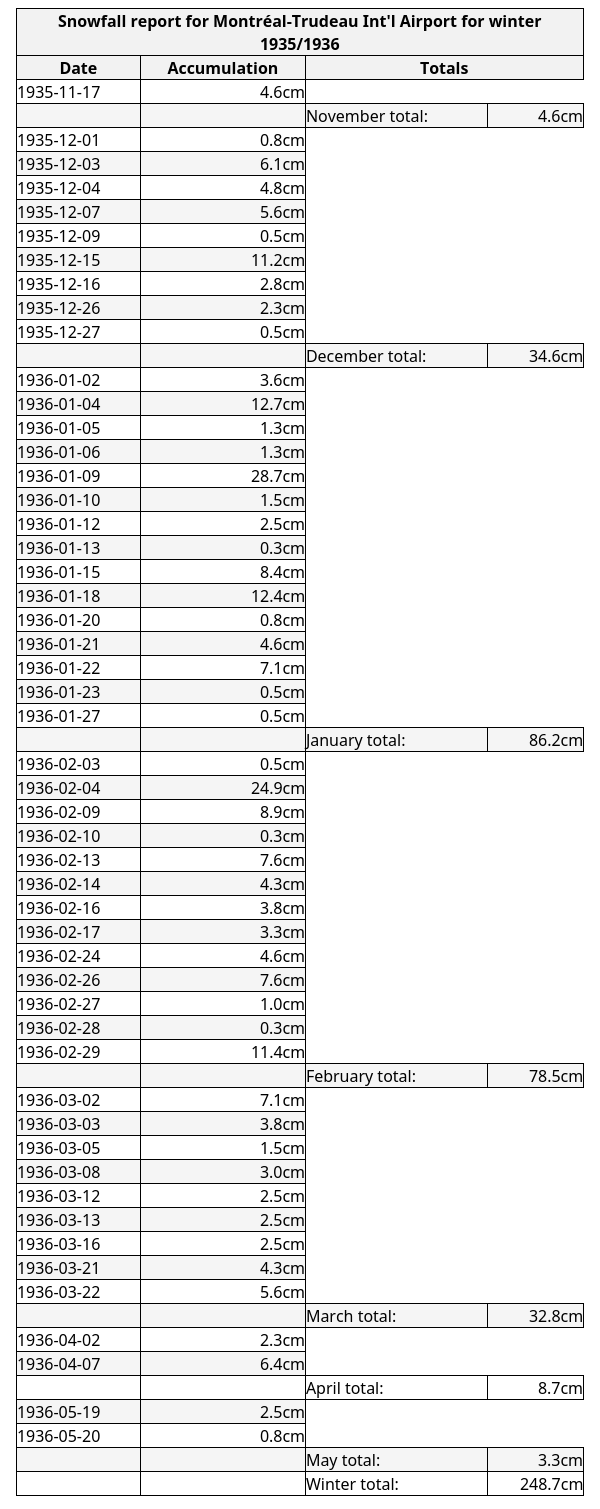 Snowfall report for Montréal-Trudeau Int'l Airport for winter
1935/1936
Date Accumulation Totals
1935-11-17 4.6cm
November total: 4.6cm
1935-12-01 0.8cm
1935-12-03 6.1cm
1935-12-04 4.8cm
1935-12-07 5.6cm
1935-12-09 0.5cm
1935-12-15 11.2cm
1935-12-16 2.8cm
1935-12-26 2.3cm
1935-12-27 0.5cm
December total: 34.6cm
1936-01-02 3.6cm
1936-01-04 12.7cm
1936-01-05 1.3cm
1936-01-06 1.3cm
1936-01-09 28.7cm
1936-01-10 1.5cm
1936-01-12 2.5cm
1936-01-13 0.3cm
1936-01-15 8.4cm
1936-01-18 12.4cm
1936-01-20 0.8cm
1936-01-21 4.6cm
1936-01-22 7.1cm
1936-01-23 0.5cm
1936-01-27 0.5cm
January total: 86.2cm
1936-02-03 0.5cm
1936-02-04 24.9cm
1936-02-09 8.9cm
1936-02-10 0.3cm
1936-02-13 7.6cm
1936-02-14 4.3cm
1936-02-16 3.8cm
1936-02-17 3.3cm
1936-02-24 4.6cm
1936-02-26 7.6cm
1936-02-27 1.0cm
1936-02-28 0.3cm
1936-02-29 11.4cm
February total: 78.5cm
1936-03-02 7.1cm
1936-03-03 3.8cm
1936-03-05 1.5cm
1936-03-08 3.0cm
1936-03-12 2.5cm
1936-03-13 2.5cm
1936-03-16 2.5cm
1936-03-21 4.3cm
1936-03-22 5.6cm
March total: 32.8cm
1936-04-02 2.3cm
1936-04-07 6.4cm
April total: 8.7cm
1936-05-19 2.5cm
1936-05-20 0.8cm
May total: 3.3cm
Winter total: 248.7cm